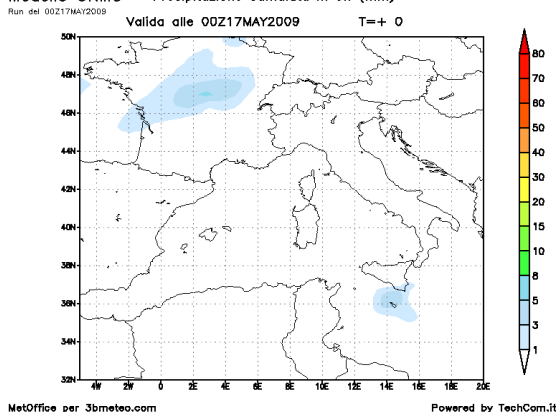 Run del 00Z17MAY2009
Valida alle 00Z17MAY2009 T=+ 0
50N
48N
46N
44N
42N
40N
38N
36N
34N
32N
4W 2W 0 2E 4E 6E 8E 10E 12E 14E 16E 18E 20E
80
70
60
50
40
30
20
15
10
8
5
3
1
MetOffice per 3bmeteo.com
Powered by TechCom.it